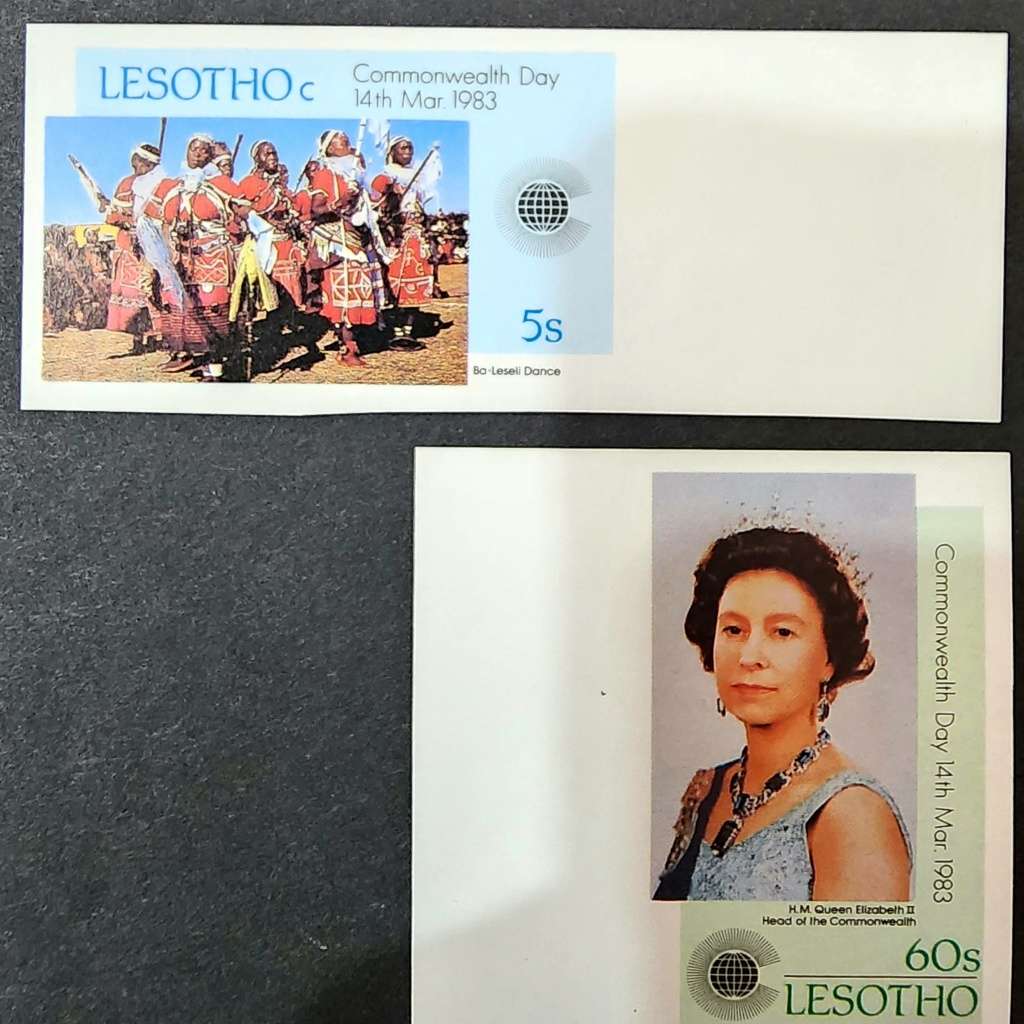 LESOTHO c
Commonwealth Day
14th Mar. 1983
5s
Ba-Leseli Dance
Commonwealth Day 14th Mar. 1983
H.M. Queen Elizabeth II
Head of the Commonwealth
60s
LESOTHO